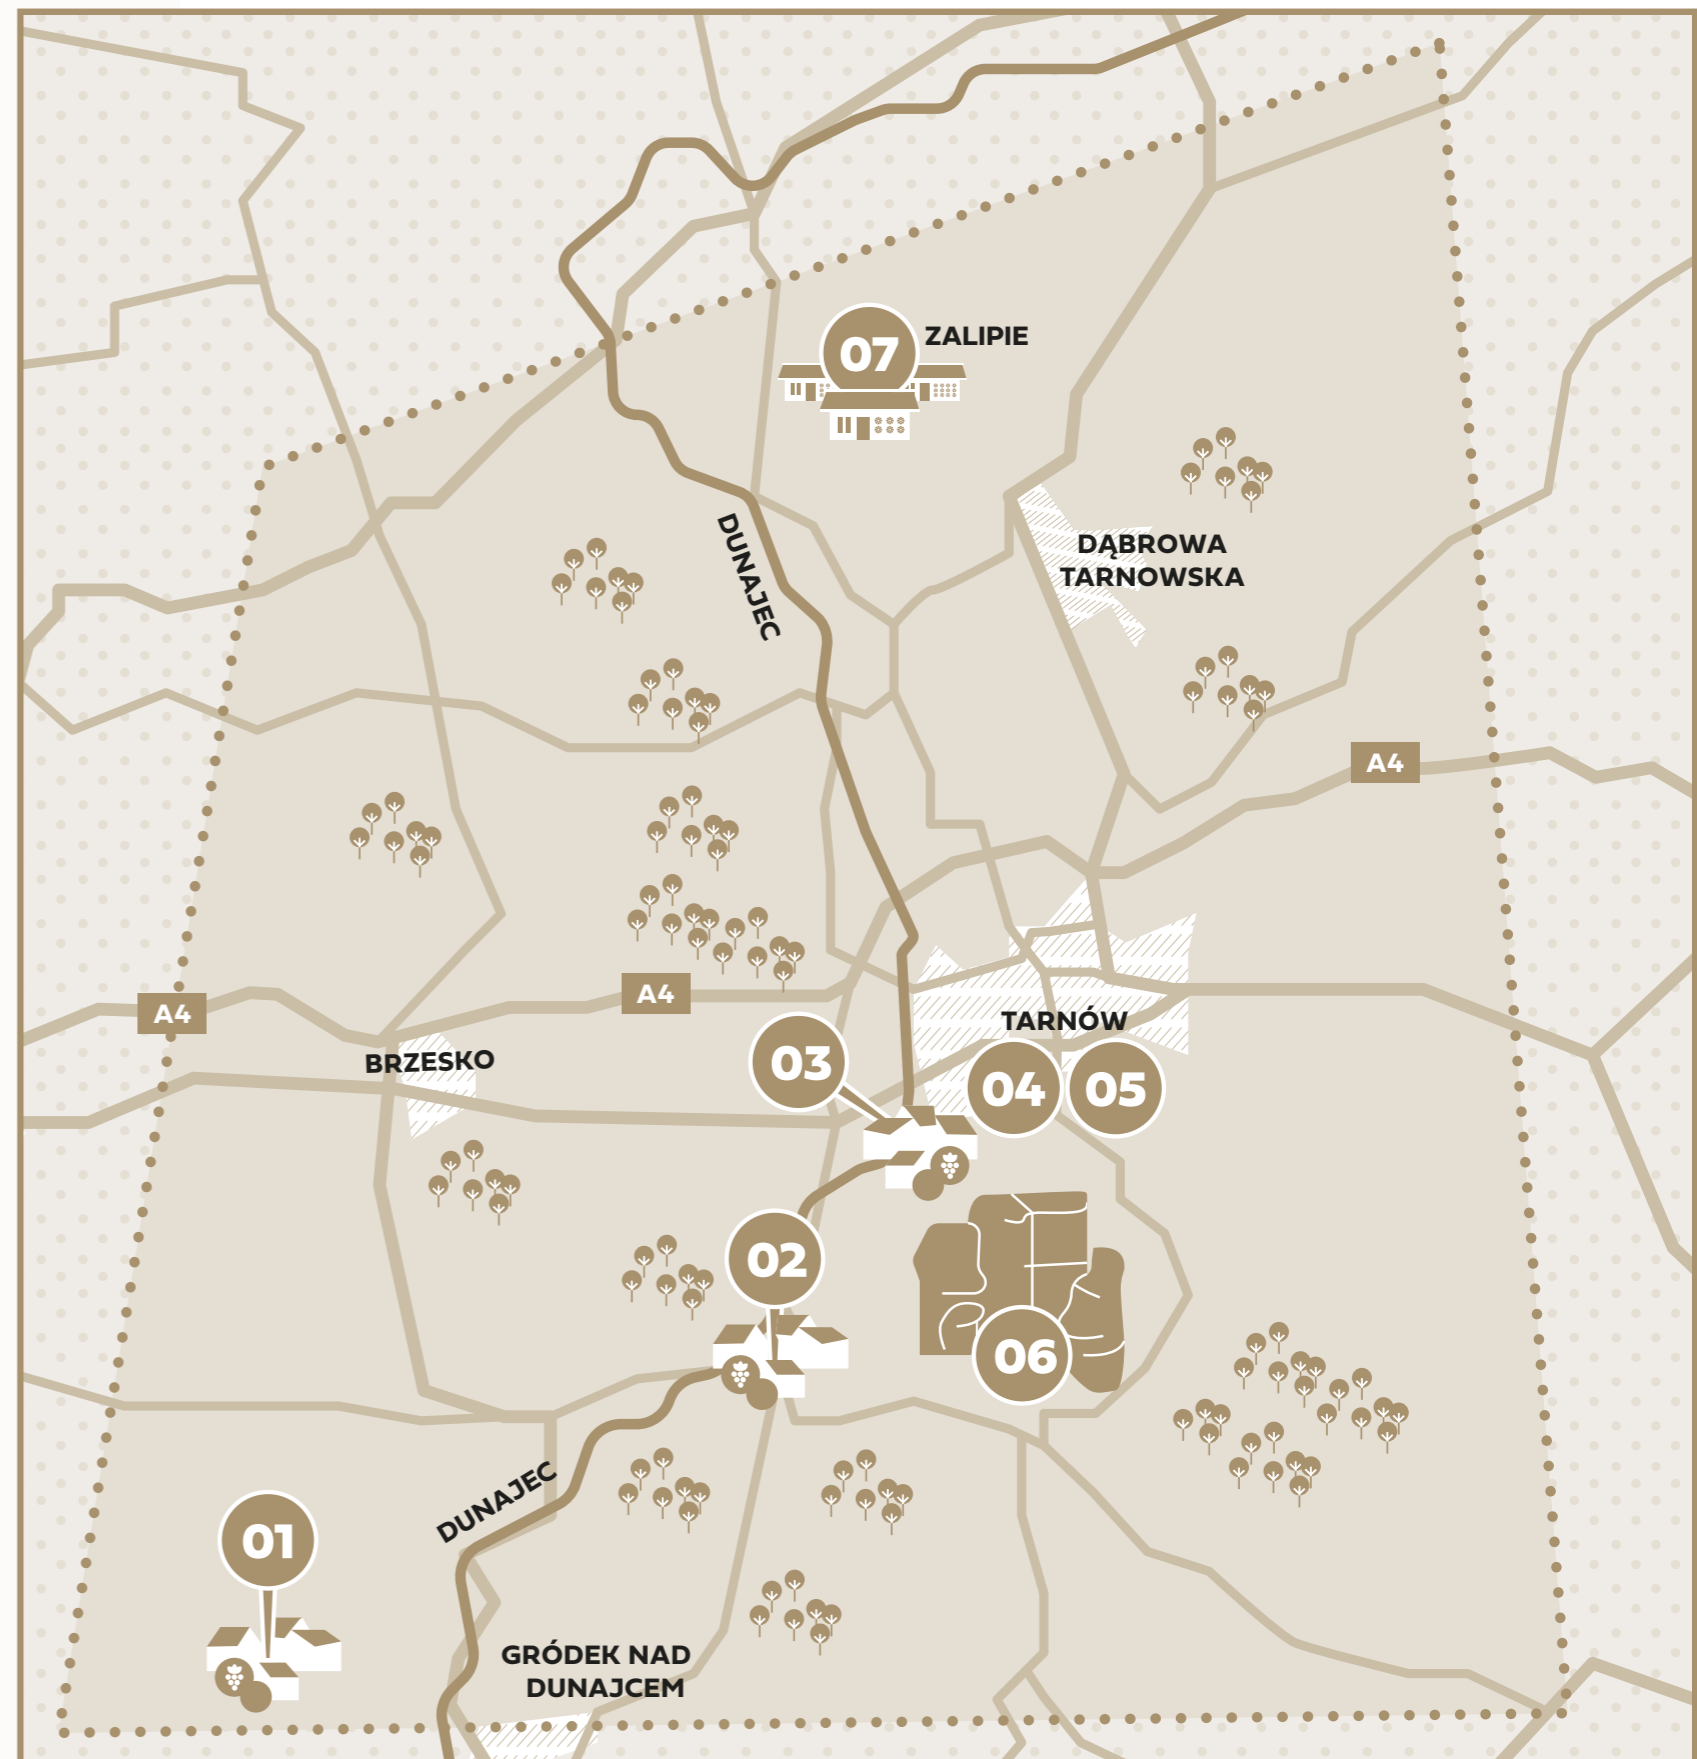 07
ZALIPIE
DUNAJEC
DĄBROWA
TARNOWSKA
A4
A4
A4
TARNÓW
BRZESKO
03
04
05
02
06
DUNAJEC
01
GRÓDEK NAD
DUNAJCEM